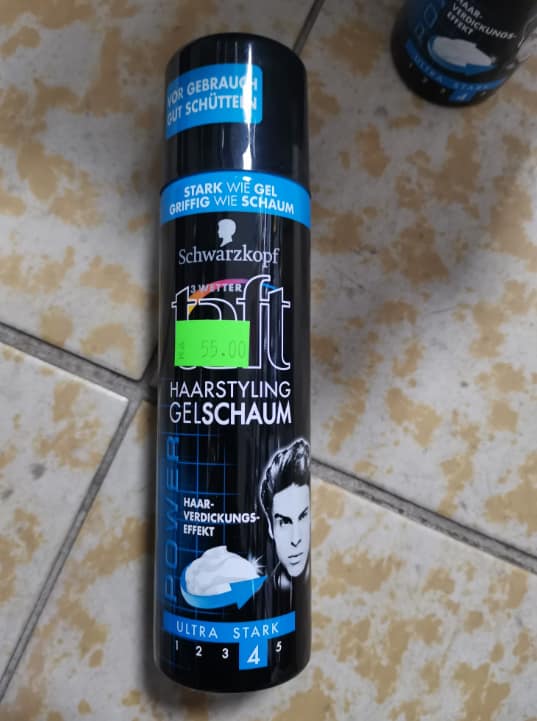 VOR GEBRAUCH
GUT SCHÜTTELN
STARK WIE GEL
GRIFFIG WIE SCHAUM
Schwarzkopf
3 WETTER
taft
55.00
HAARSTYLING
GELSCHAUM
POWER
HAAR-
VERDICKUNGS-
EFFEKT
ULTRA STARK
1 2 3 4 5
HAAR-
VERDICKUNGS-
EFFEKT
ULTRA STARK
4